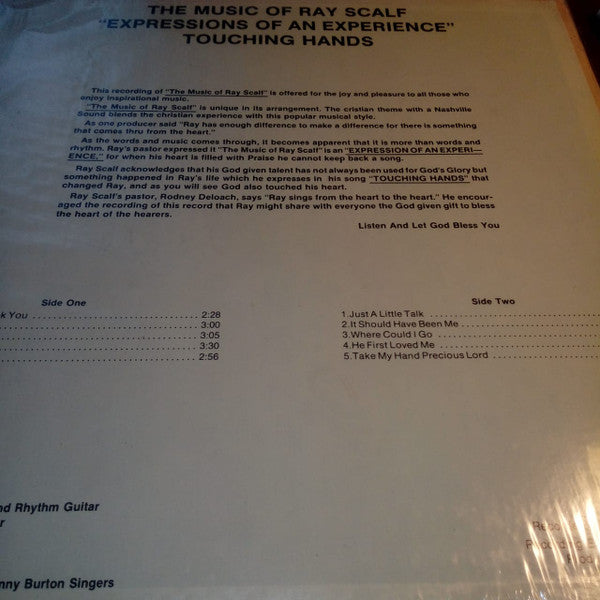 THE MUSIC OF RAY SCALF
"EXPRESSIONS OF AN EXPERIENCE"
TOUCHING HANDS
This recording of "The Music of Ray Scalf" is offered for the joy and pleasure to all those who
enjoy inspirational music.
"The Music of Ray Scalf" is unique in its arrangement. The cristian theme with a Nashville
Sound blends the christian experience with this popular musical style.
As one producer said "Ray has enough difference to make a difference for there is something
that comes thru from the heart."
As the words and music comes through, it becomes apparent that it is more than words and
rhythm. Ray's pastor expressed it "The Music of Ray Scalf" is an "EXPRESSION OF AN EXPERI—
ENCE," for when his heart is filled with Praise he cannot keep back a song.
Ray Scalf acknowledges that his God given talent has not always been used for God's Glory but
something happened in Ray's life which he expresses in his song "TOUCHING HANDS" that
changed Ray, and as you will see God also touched his heart.
Ray Scalf's pastor, Rodney Deloach, says "Ray sings from the heart to the heart." He encour-
aged the recording of this record that Ray might share with everyone the God given gift to bless
the heart of the hearers.
Listen And Let God Bless You
Side One
k You 2:28
3:00
3:05
3:30
2:56
Side Two
1.Just A Little Talk
2.It Should Have Been Me
3.Where Could I Go
4.He First Loved Me
5.Take My Hand Precious Lord
nd Rhythm Guitar
r
nny Burton Singers
Reco
Recording E
Prod